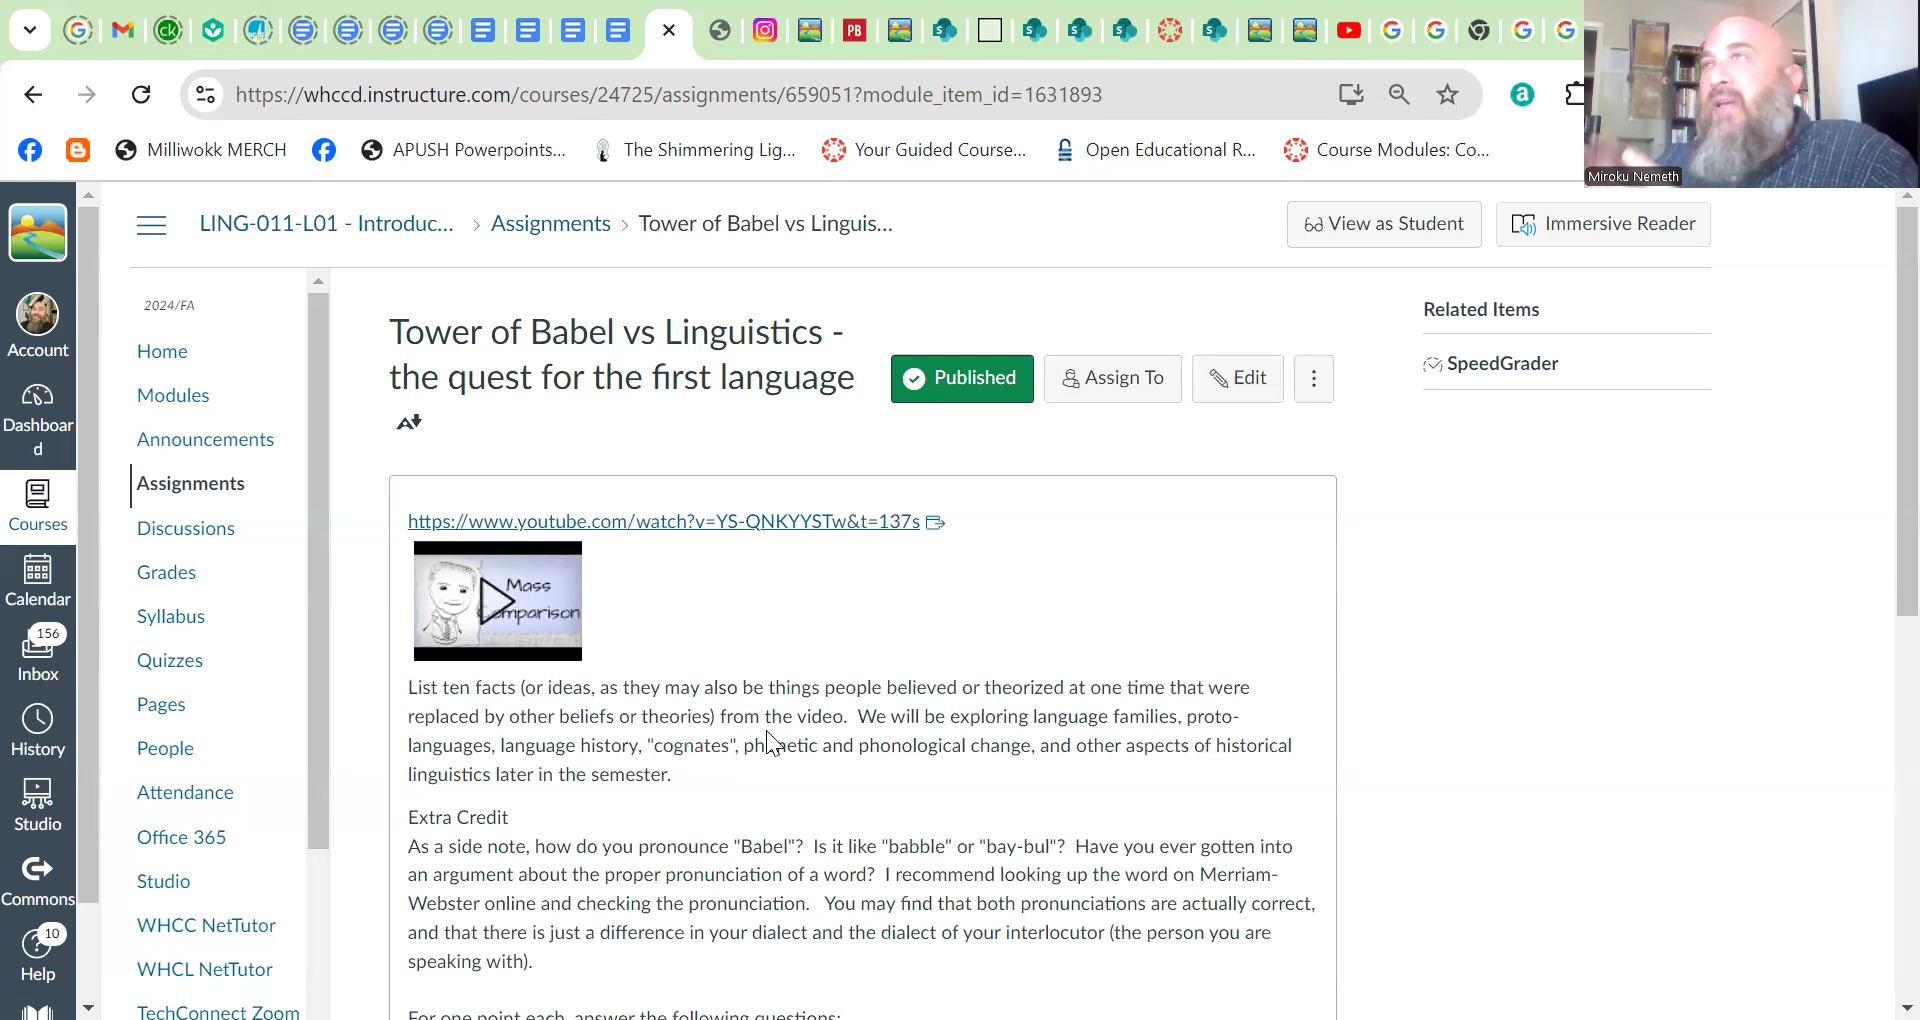 https://whccd.instructure.com/courses/24725/assignments/659051?module_item_id=1631893
Milliwokk MERCH
APUSH Powerpoints...
The Shimmering Lig...
Your Guided Course...
Open Educational R...
Course Modules: Co...
Miroku Nemeth
LING-011-L01 - Introduc... > Assignments > Tower of Babel vs Linguis...
View as Student
Immersive Reader
Account
Dashboar
d
Courses
Calendar
156
Inbox
History
Studio
Commons
10
Help
2024/FA
Home
Modules
Announcements
Assignments
Discussions
Grades
Syllabus
Quizzes
Pages
People
Attendance
Office 365
Studio
WHCC NetTutor
WHCL NetTutor
TechConnect Zoom
Tower of Babel vs Linguistics -
the quest for the first language
Published
Assign To
Edit
Related Items
SpeedGrader
https://www.youtube.com/watch?v=YS-QNKYYSTw&t=137s
Mass
Comparison
List ten facts (or ideas, as they may also be things people believed or theorized at one time that were
replaced by other beliefs or theories) from the video. We will be exploring language families, proto-
languages, language history, "cognates", phonetic and phonological change, and other aspects of historical
linguistics later in the semester.
Extra Credit
As a side note, how do you pronounce "Babel"? Is it like "babble" or "bay-bul"? Have you ever gotten into
an argument about the proper pronunciation of a word? I recommend looking up the word on Merriam-
Webster online and checking the pronunciation. You may find that both pronunciations are actually correct,
and that there is just a difference in your dialect and the dialect of your interlocutor (the person you are
speaking with).
For one point each, answer the following questions: